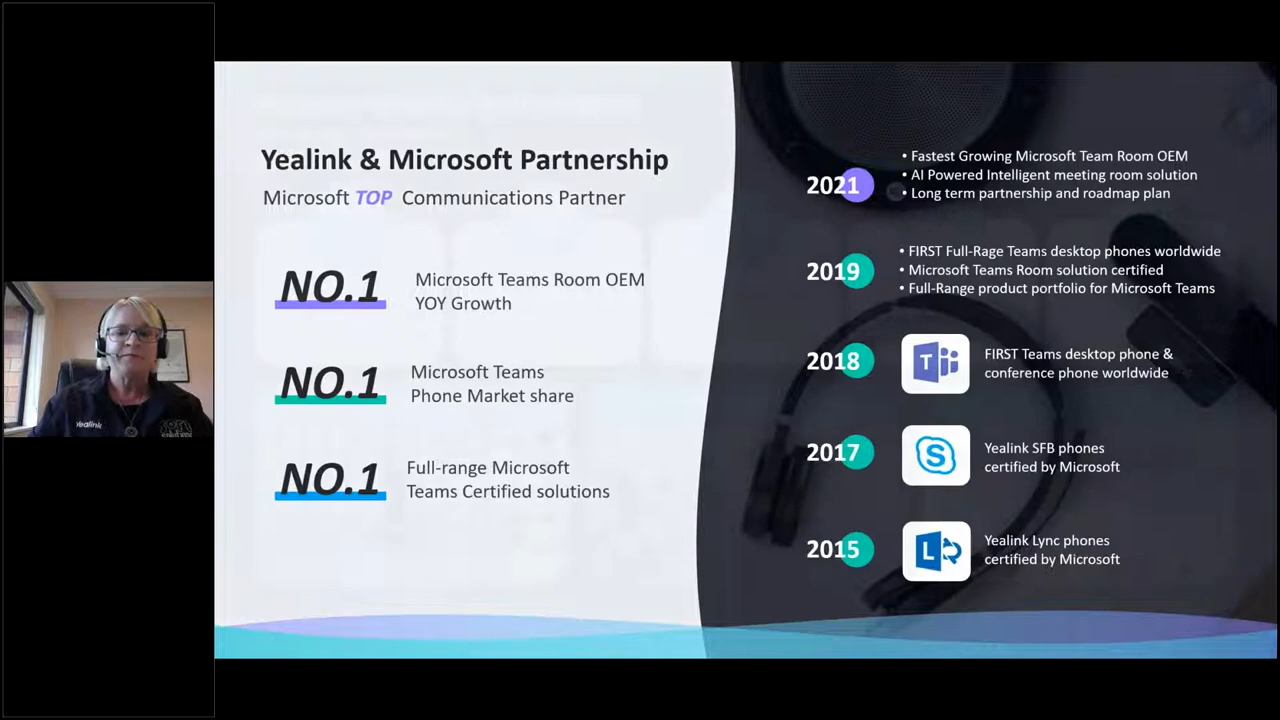 Yealink & Microsoft Partnership
Microsoft TOP Communications Partner
NO.1
Microsoft Teams Room OEM
YOY Growth
NO.1
Microsoft Teams
Phone Market share
NO.1
Full-range Microsoft
Teams Certified solutions
2021
• Fastest Growing Microsoft Team Room OEM
• AI Powered Intelligent meeting room solution
• Long term partnership and roadmap plan
2019
• FIRST Full-Rage Teams desktop phones worldwide
• Microsoft Teams Room solution certified
• Full-Range product portfolio for Microsoft Teams
2018
T
FIRST Teams desktop phone &
conference phone worldwide
2017
S
Yealink SFB phones
certified by Microsoft
2015
L
Yealink Lync phones
certified by Microsoft
Yealink